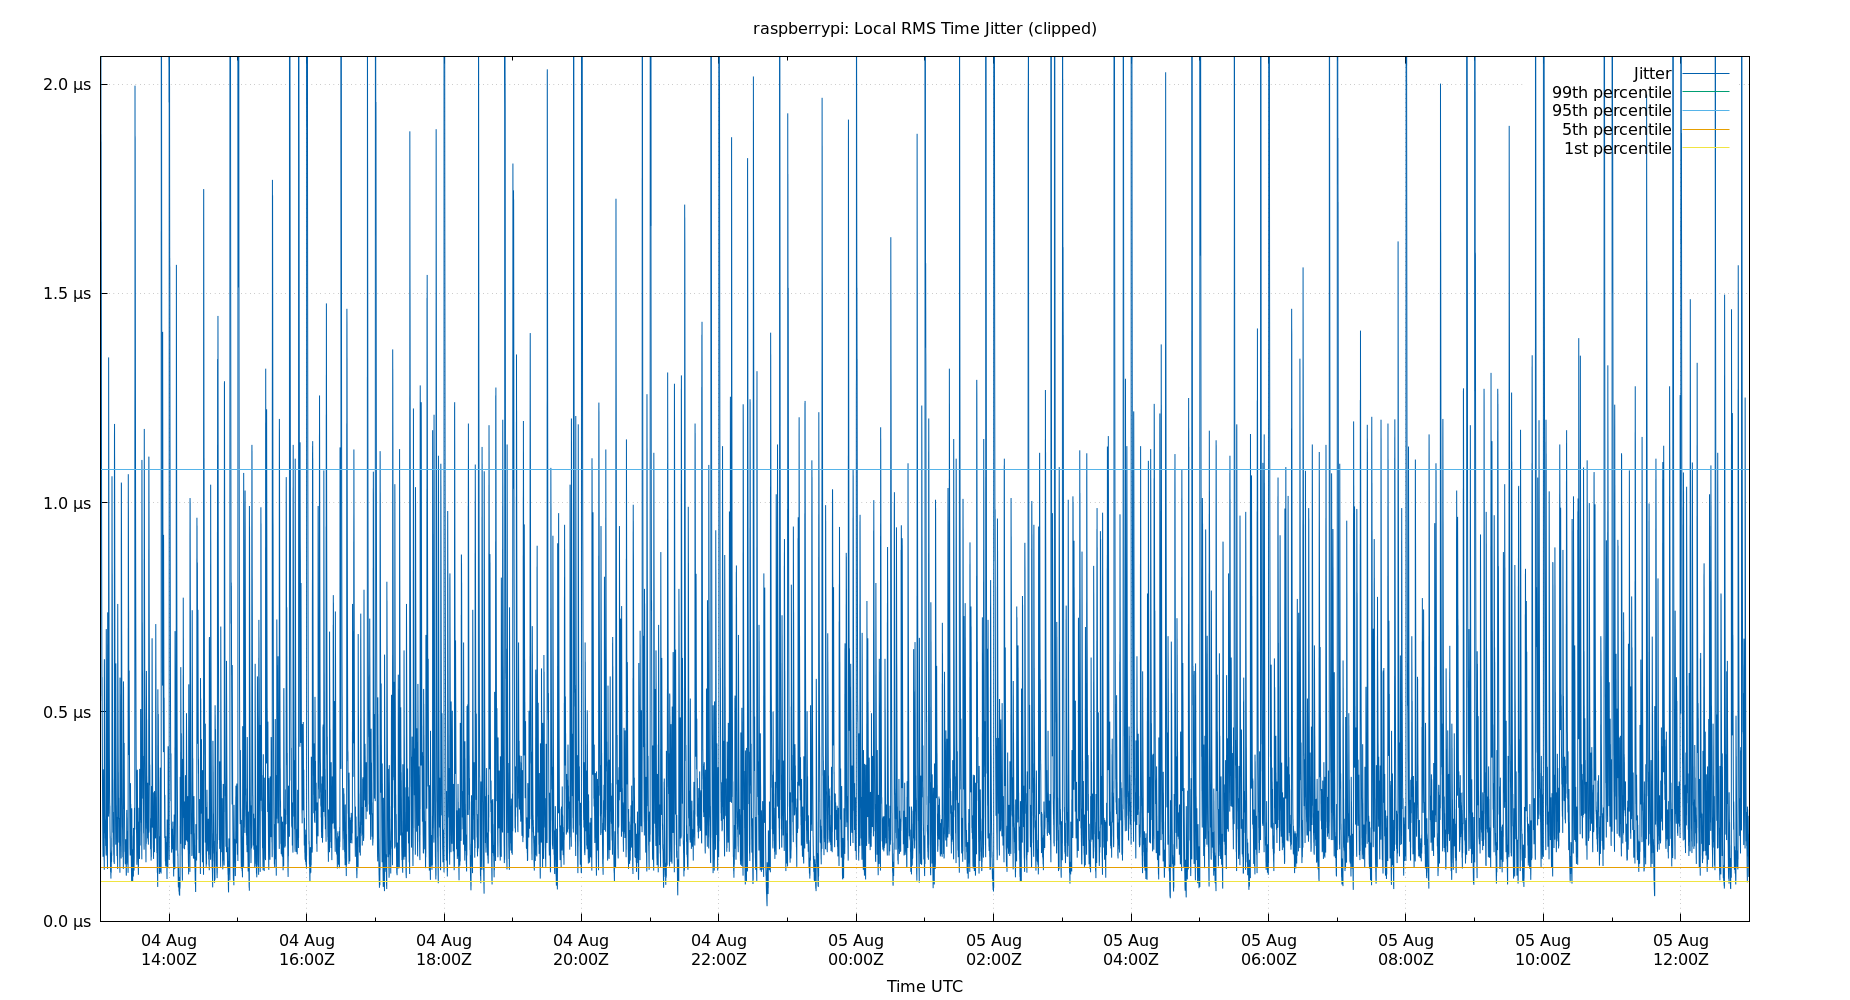 raspberrypi: Local RMS Time Jitter (clipped)
2.0 µs
1.5 µs
1.0 µs
0.5 µs
0.0 µs
Jitter
99th percentile
95th percentile
5th percentile
1st percentile
04 Aug 04 Aug 04 Aug 04 Aug 04 Aug 05 Aug 05 Aug 05 Aug 05 Aug 05 Aug 05 Aug 05 Aug
14:00Z 16:00Z 18:00Z 20:00Z 22:00Z 00:00Z 02:00Z 04:00Z 06:00Z 08:00Z 10:00Z 12:00Z
Time UTC